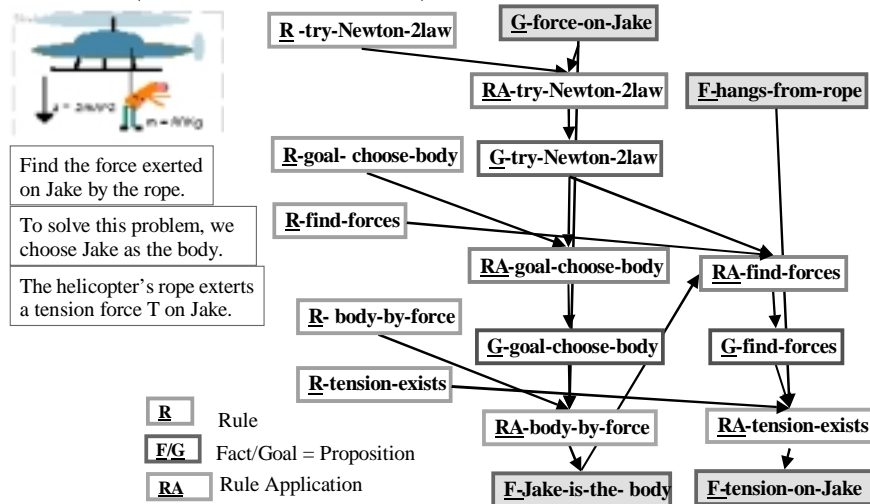 R -try-Newton-2law
G-force-on-Jake
RA-try-Newton-2law
F-hangs-from-rope
Find the force exerted
on Jake by the rope.
R-goal- choose-body
G-try-Newton-2law
To solve this problem, we
choose Jake as the body.
R-find-forces
RA-goal-choose-body
RA-find-forces
The helicopter's rope exterts
a tension force T on Jake.
R- body-by-force
G-goal-choose-body
G-find-forces
R-tension-exists
RA-body-by-force
RA-tension-exists
R Rule
F/G Fact/Goal = Proposition
RA Rule Application
F-Jake-is-the- body
F-tension-on-Jake